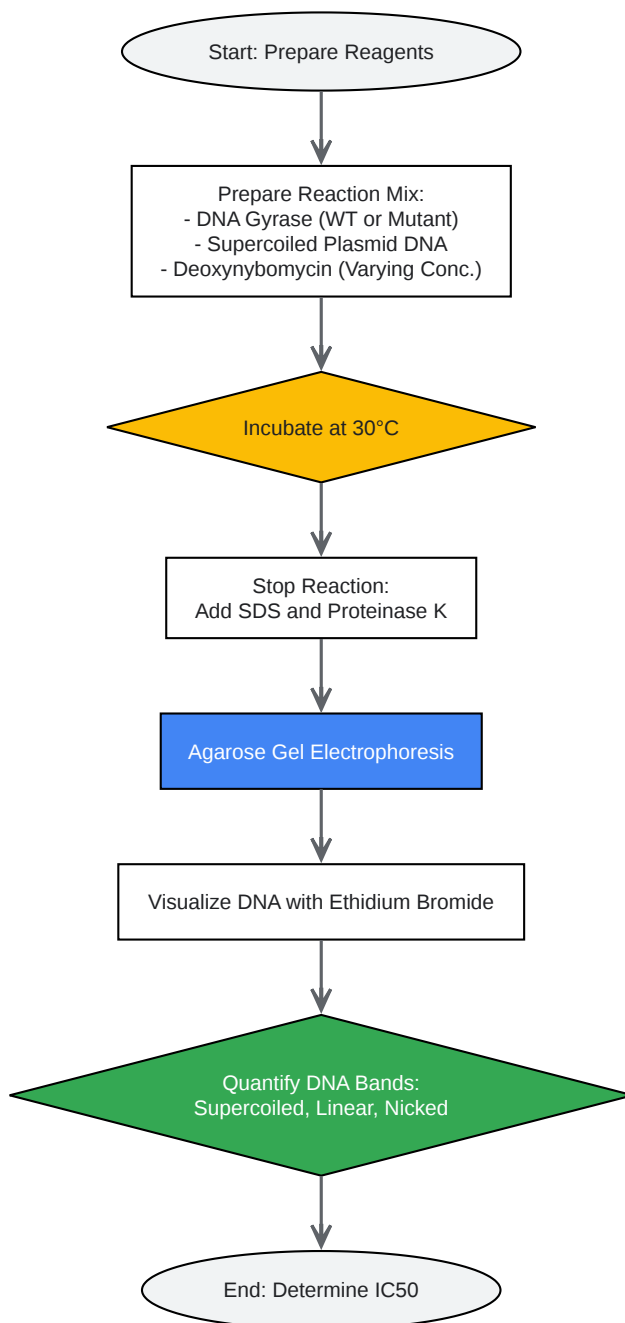 Start: Prepare Reagents
Prepare Reaction Mix:
- DNA Gyrase (WT or Mutant)
- Supercoiled Plasmid DNA
- Deoxynybomycin (Varying Conc.)
Incubate at 30°C
Stop Reaction:
Add SDS and Proteinase K
Agarose Gel Electrophoresis
Visualize DNA with Ethidium Bromide
Quantify DNA Bands:
Supercoiled, Linear, Nicked
End: Determine IC50